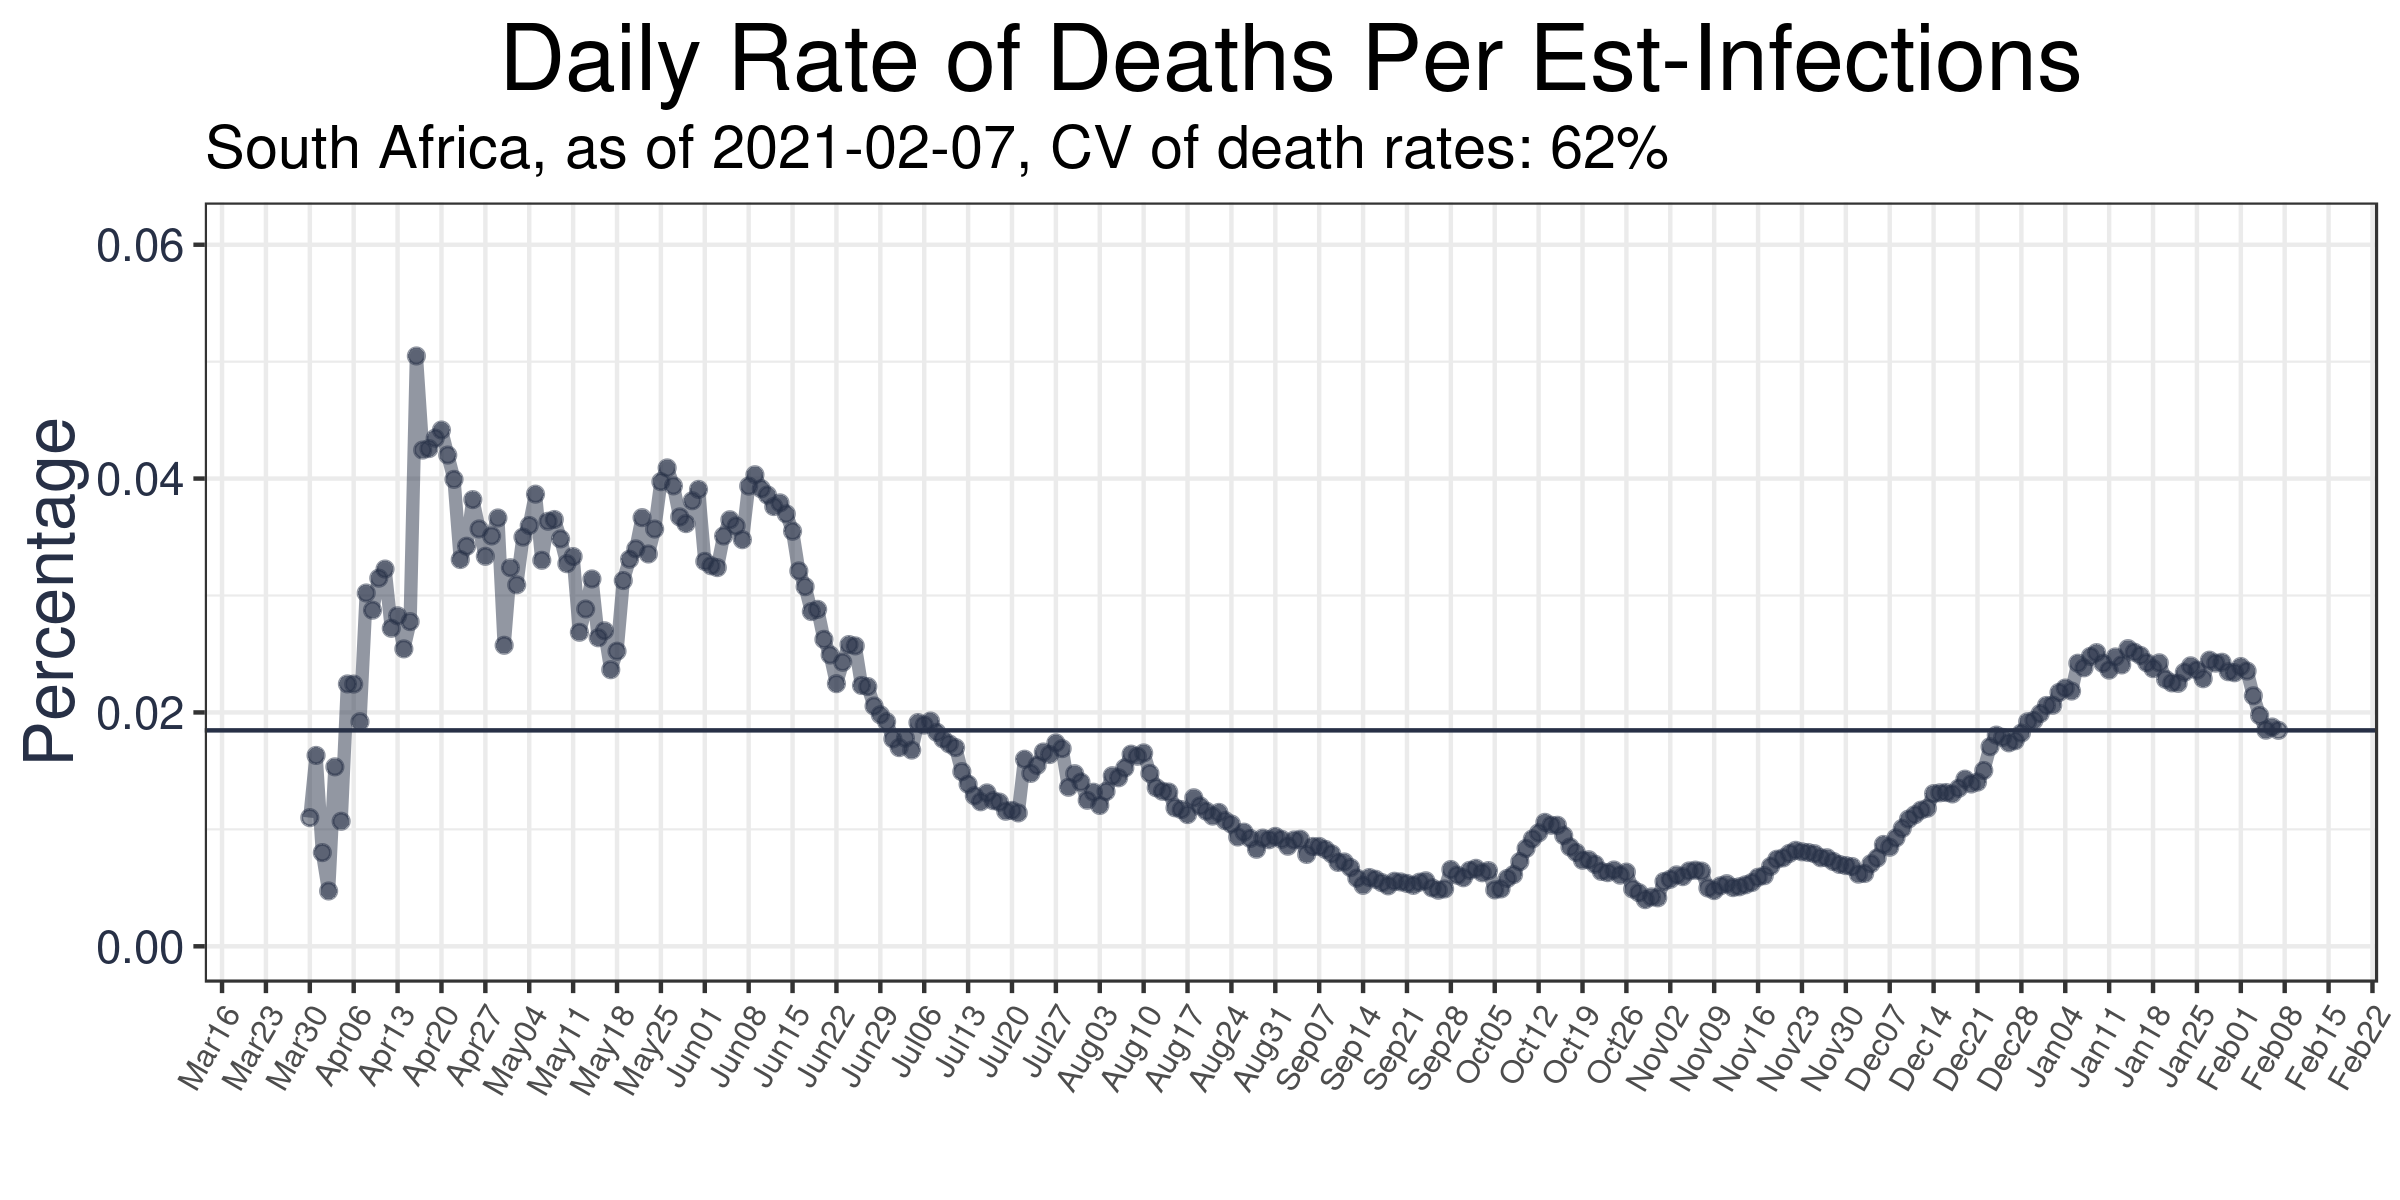 Daily Rate of Deaths Per Est-Infections
South Africa, as of 2021-02-07, CV of death rates: 62%
Percentage
0.06
0.04
0.02
0.00
Mar16 Mar23 Mar30 Apr06 Apr13 Apr20 Apr27 May04 May11 May18 May25 Jun01 Jun08 Jun15 Jun22 Jun29 Jul06 Jul13 Jul20 Jul27 Aug03 Aug10 Aug17 Aug24 Aug31 Sep07 Sep14 Sep21 Sep28 Oct05 Oct12 Oct19 Oct26 Nov02 Nov09 Nov16 Nov23 Nov30 Dec07 Dec14 Dec21 Dec28 Jan04 Jan11 Jan18 Jan25 Feb01 Feb08 Feb15 Feb22